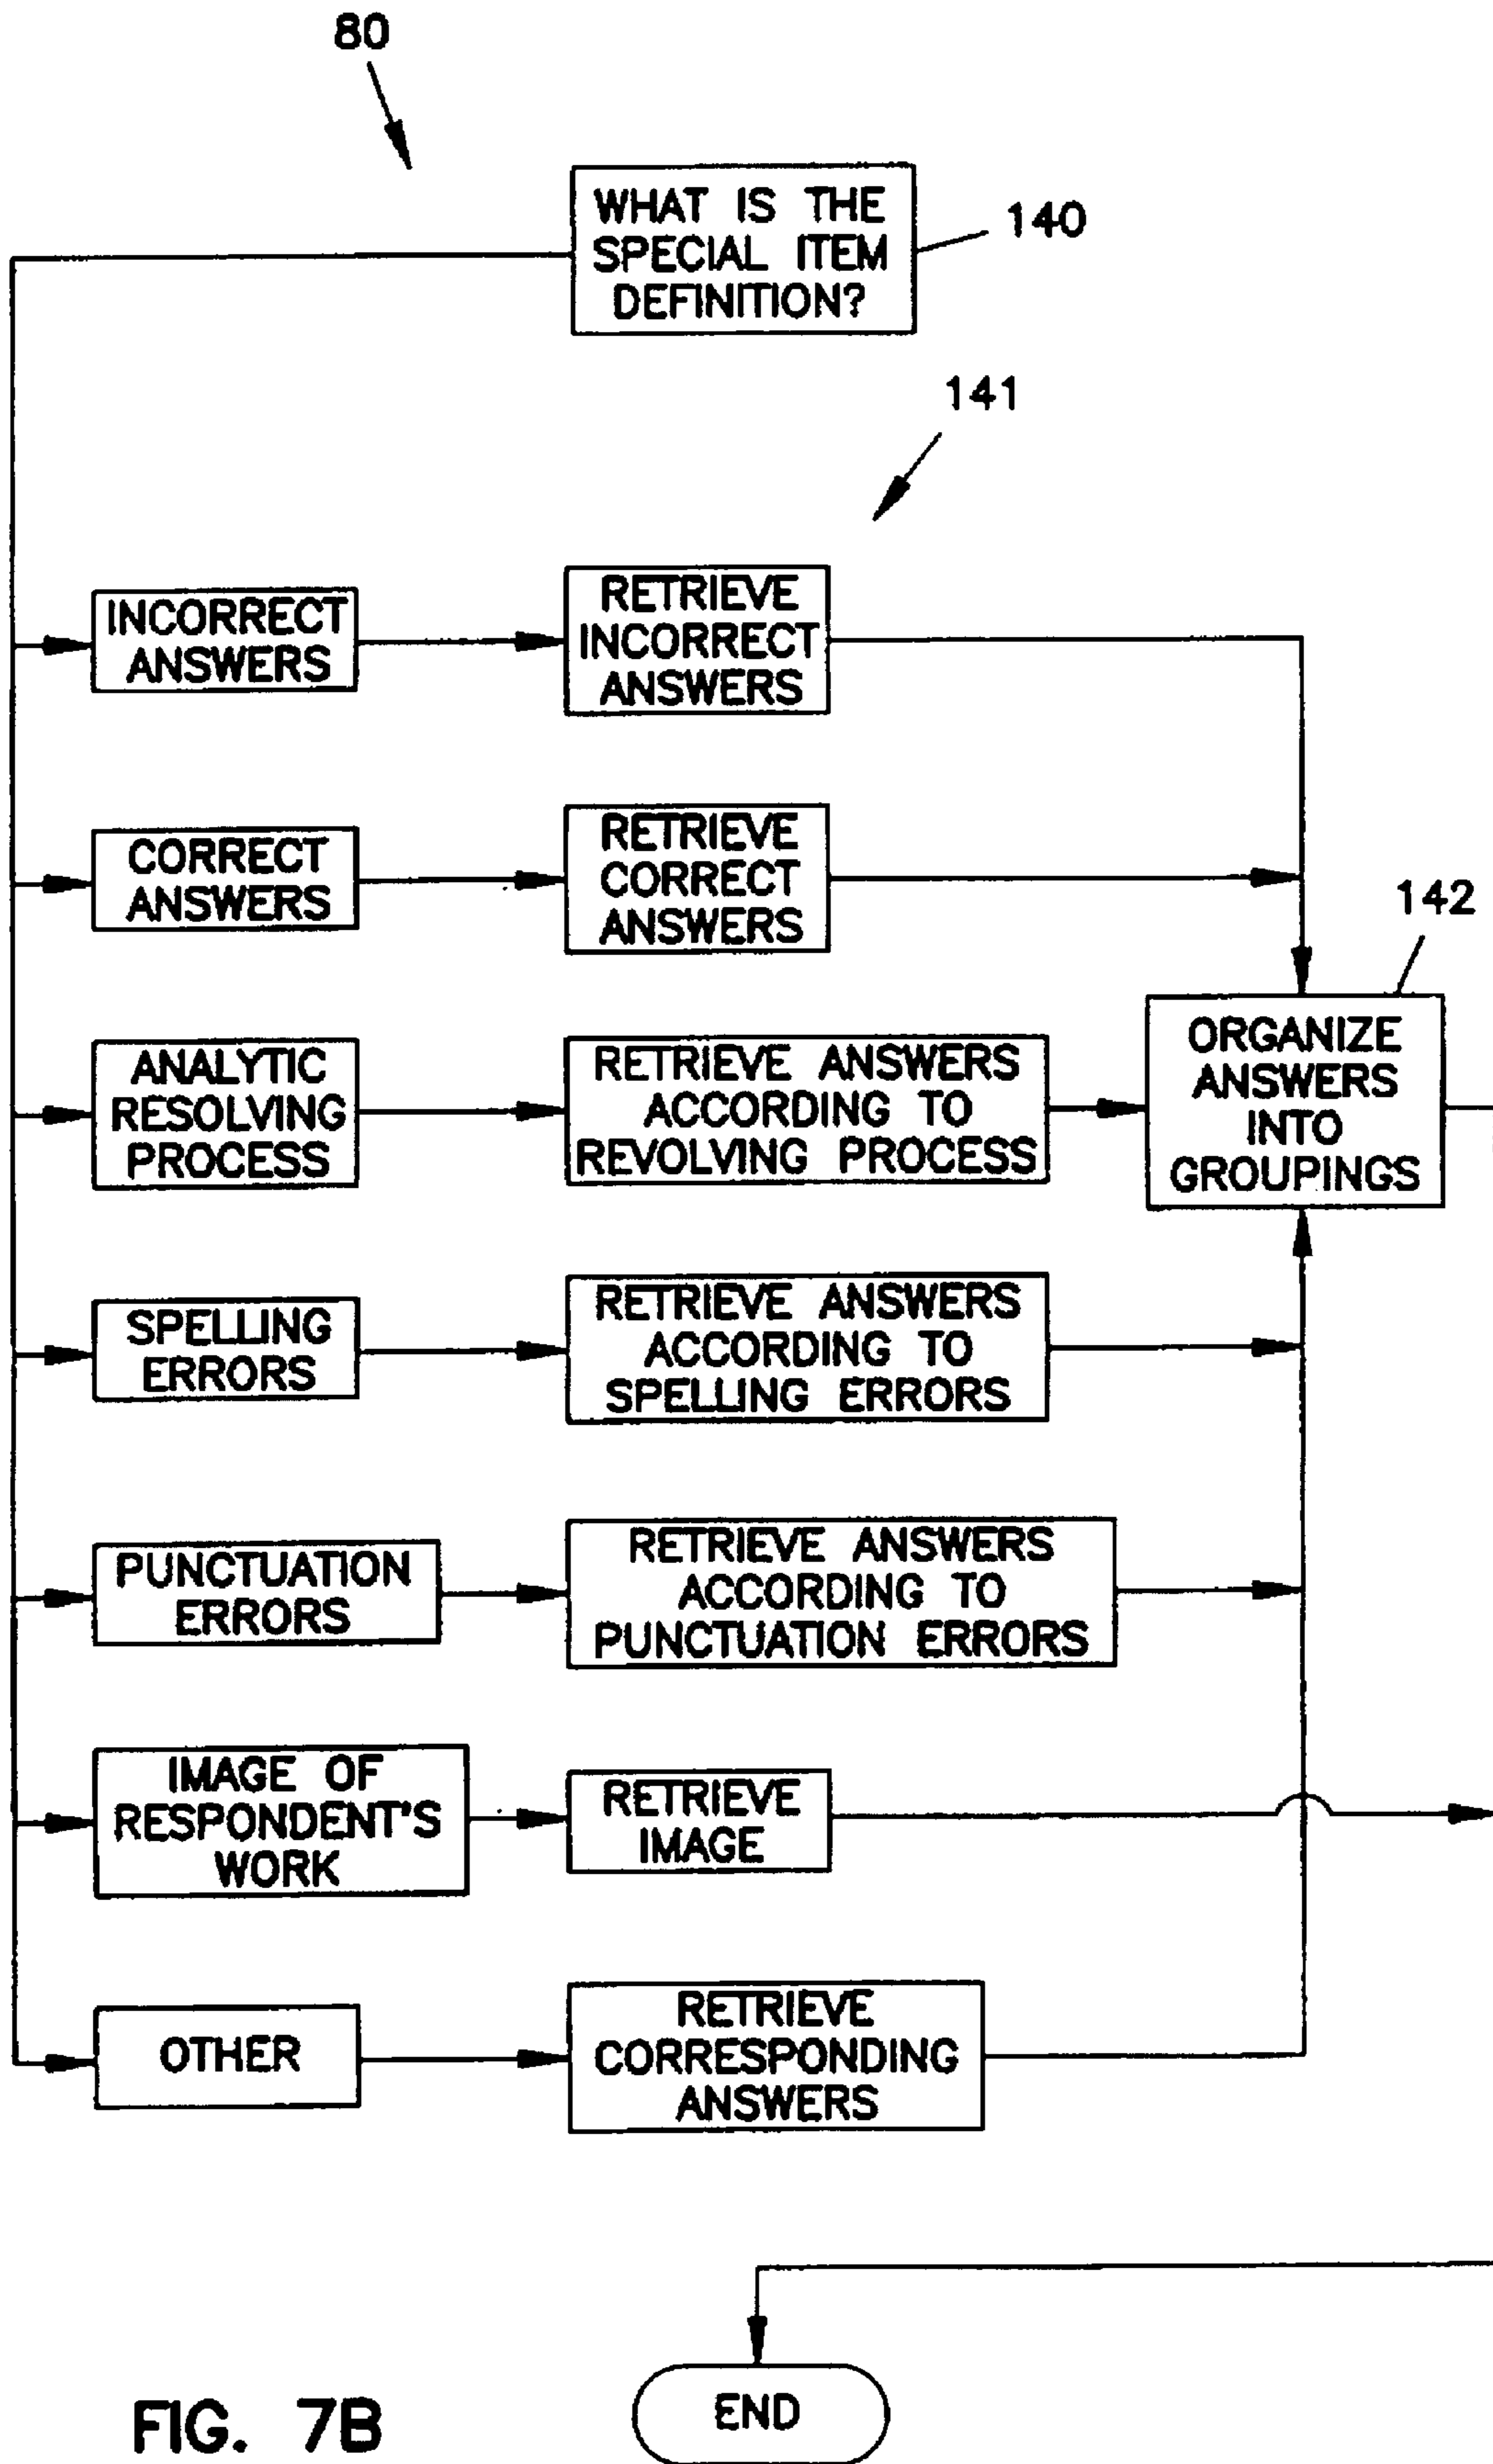 80
WHAT IS THE
SPECIAL ITEM
DEFINITION?
140
141
INCORRECT
ANSWERS
RETRIEVE
INCORRECT
ANSWERS
CORRECT
ANSWERS
RETRIEVE
CORRECT
ANSWERS
142
ANALYTIC
RESOLVING
PROCESS
RETRIEVE ANSWERS
ACCORDING TO
REVOLVING PROCESS
ORGANIZE
ANSWERS
INTO
GROUPINGS
SPELLING
ERRORS
RETRIEVE ANSWERS
ACCORDING TO
SPELLING ERRORS
PUNCTUATION
ERRORS
RETRIEVE ANSWERS
ACCORDING TO
PUNCTUATION ERRORS
IMAGE OF
RESPONDENT'S
WORK
RETRIEVE
IMAGE
OTHER
RETRIEVE
CORRESPONDING
ANSWERS
END
FIG. 7B